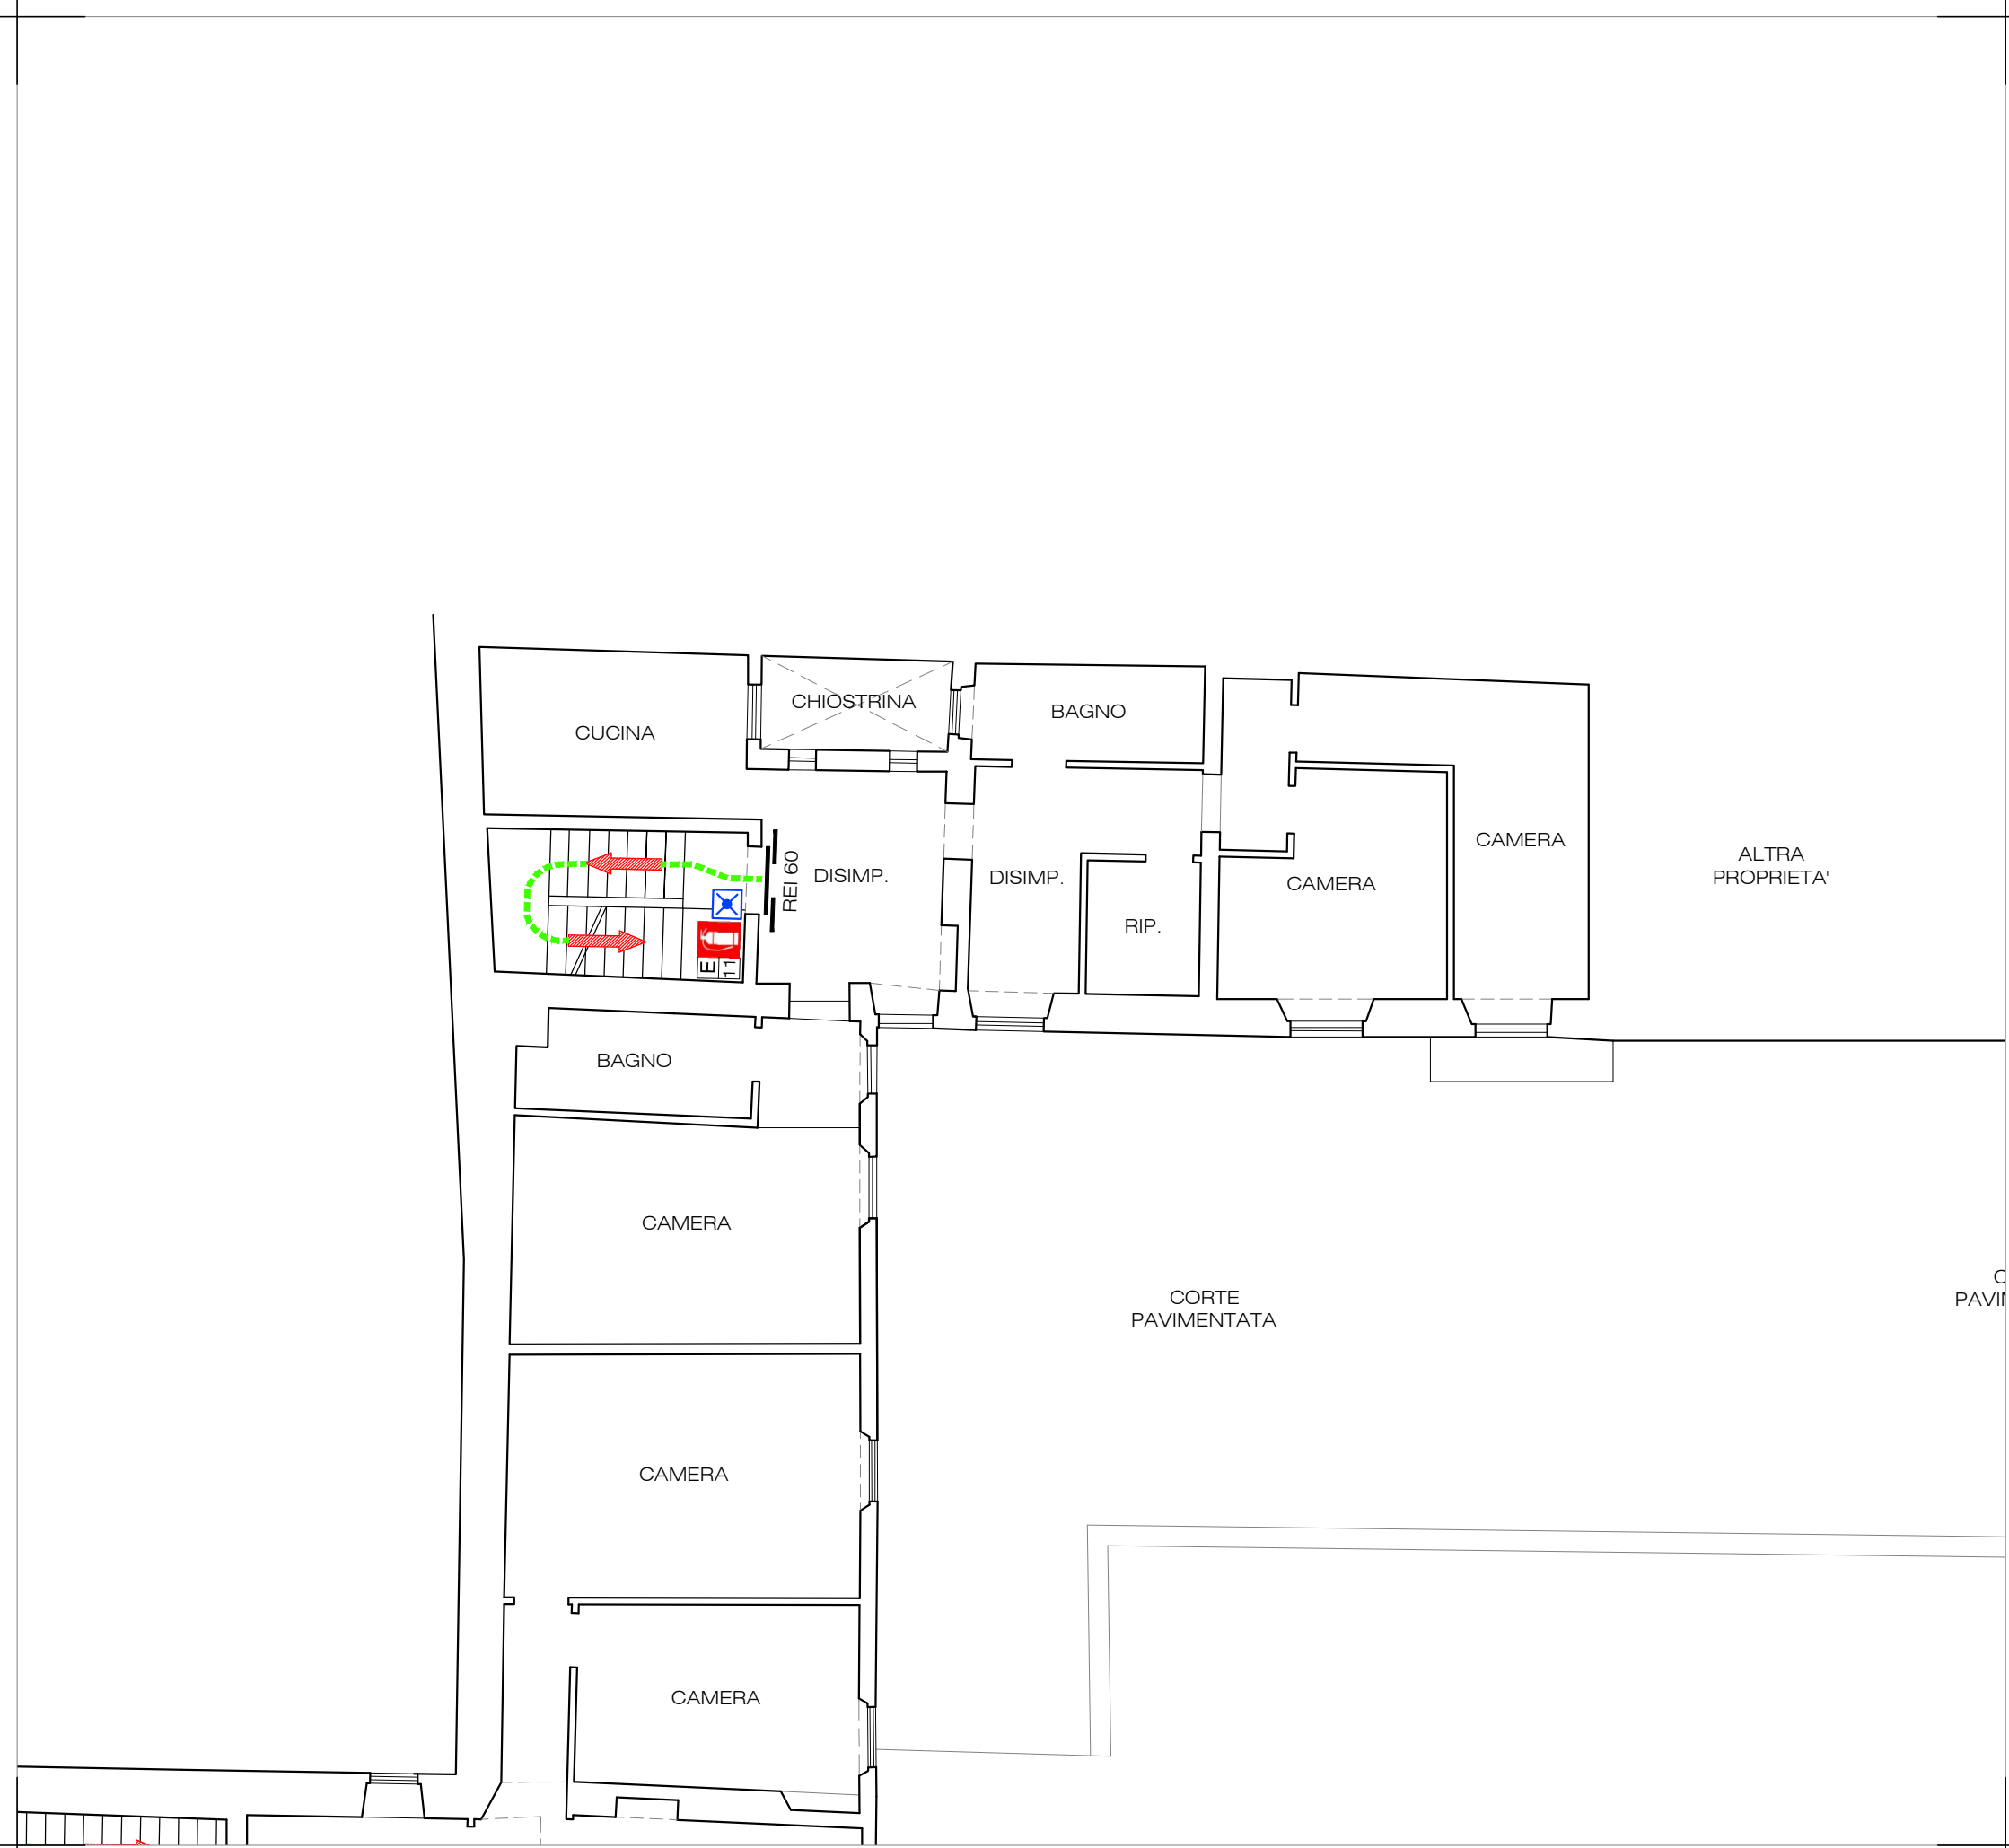 CHIOSTRINA
BAGNO
CUCINA
CAMERA
ALTRA
PROPRIETA'
REI 60
DISIMP.
DISIMP.
CAMERA
RIP.
E
11
BAGNO
CAMERA
CORTE
PAVIMENTATA
CAMERA
CAMERA